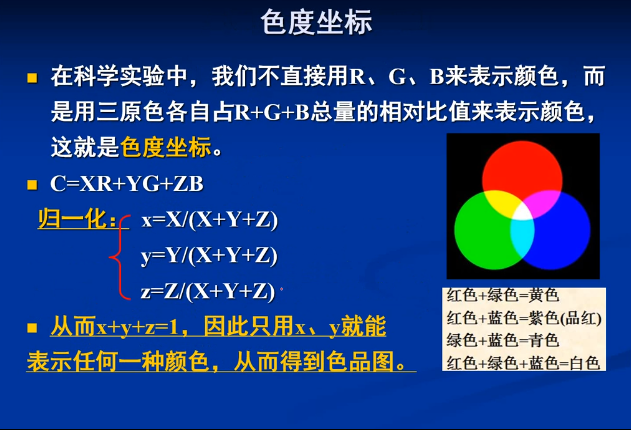 色度坐标
■ 在科学实验中，我们不直接用R、G、B来表示颜色，而
是用三原色各自占R+G+B总量的相对比值来表示颜色，
这就是色度坐标。
■ C=XR+YG+ZB
归一化： x=X/(X+Y+Z)
y=Y/(X+Y+Z)
z=Z/(X+Y+Z)
■ 从而x+y+z=1，因此只用x、y就能
表示任何一种颜色，从而得到色品图。
红色+绿色=黄色
红色+蓝色=紫色(品红)
绿色+蓝色=青色
红色+绿色+蓝色=白色